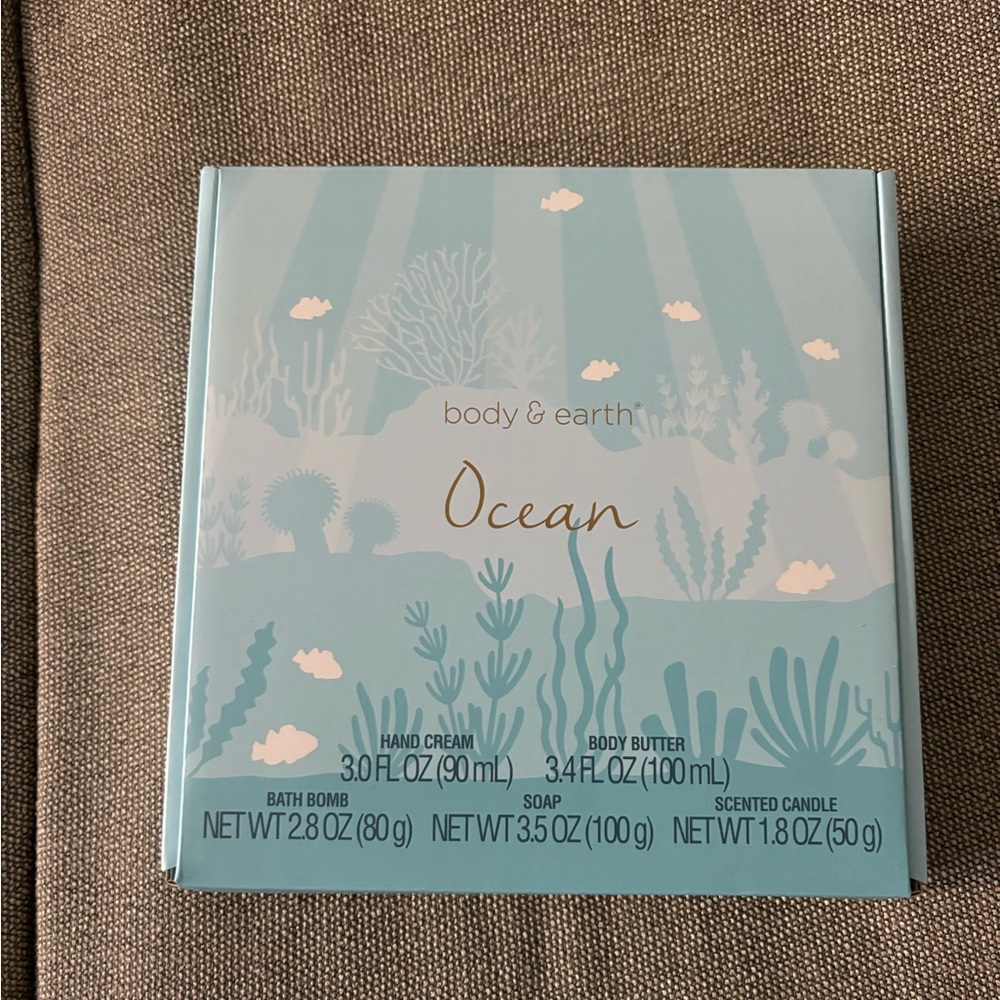 body & earth®
Ocean
HAND CREAM BODY BUTTER
3.0 FL OZ (90 mL) 3.4 FL OZ (100 mL)
BATH BOMB SOAP SCENTED CANDLE
NET WT 2.8 OZ (80 g) NET WT 3.5 OZ (100 g) NET WT 1.8 OZ (50 g)